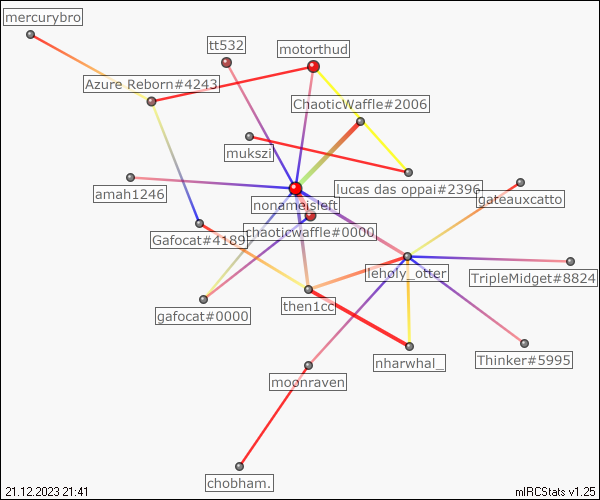 mercurybro
tt532
motorthud
Azure Reborn#4243
ChaoticWaffle#2006
mukszi
amah1246
lucas das oppai#2396
gateauxcatto
nonameisleft
Gafocat#4189
chaoticwaffle#0000
leholy_otter
TripleMidget#8824
gafocat#0000
then1cc
nharwhal_
Thinker#5995
moonraven
chobham.
21.12.2023 21:41
mIRCStats v1.25